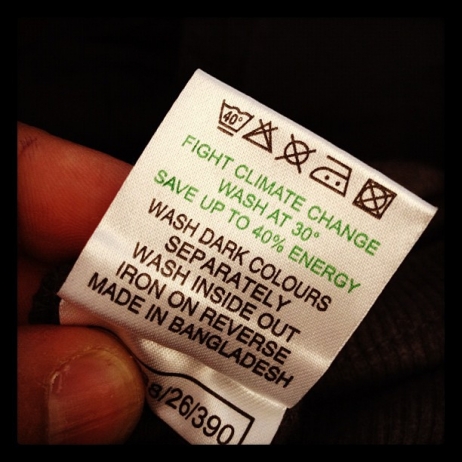 40°
FIGHT CLIMATE CHANGE
WASH AT 30°
SAVE UP TO 40% ENERGY
WASH DARK COLOURS
SEPARATELY
WASH INSIDE OUT
IRON ON REVERSE
MADE IN BANGLADESH
/26/390